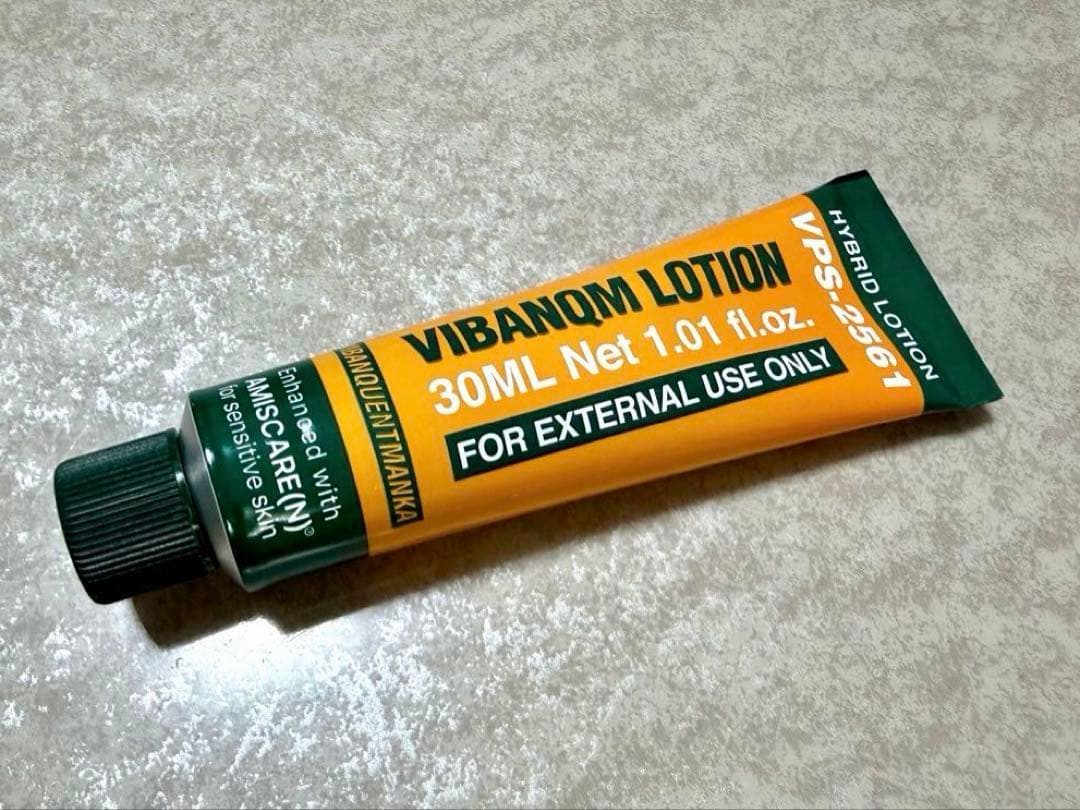 VIBANQM LOTION
30ML Net 1.01 fl.oz.
FOR EXTERNAL USE ONLY
HYBRID LOTION
VPS-2561
BANQUENTMANKA
Enhanced with
AMISCARE(N)®
for sensitive skin